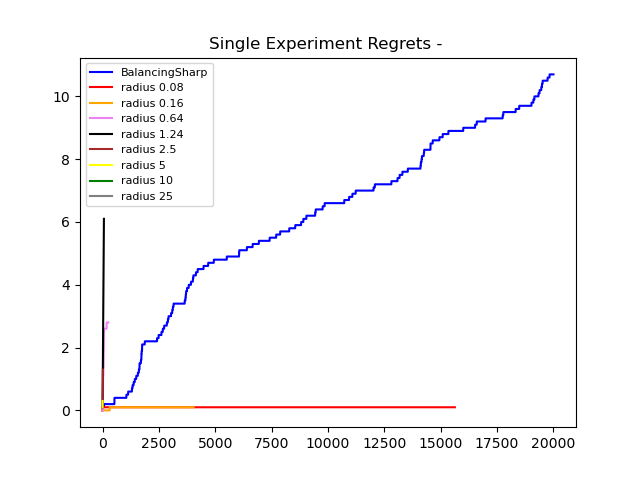 Single Experiment Regrets -
BalancingSharp
radius 0.08
radius 0.16
radius 0.64
radius 1.24
radius 2.5
radius 5
radius 10
radius 25
10
8
6
4
2
0
0 2500 5000 7500 10000 12500 15000 17500 20000